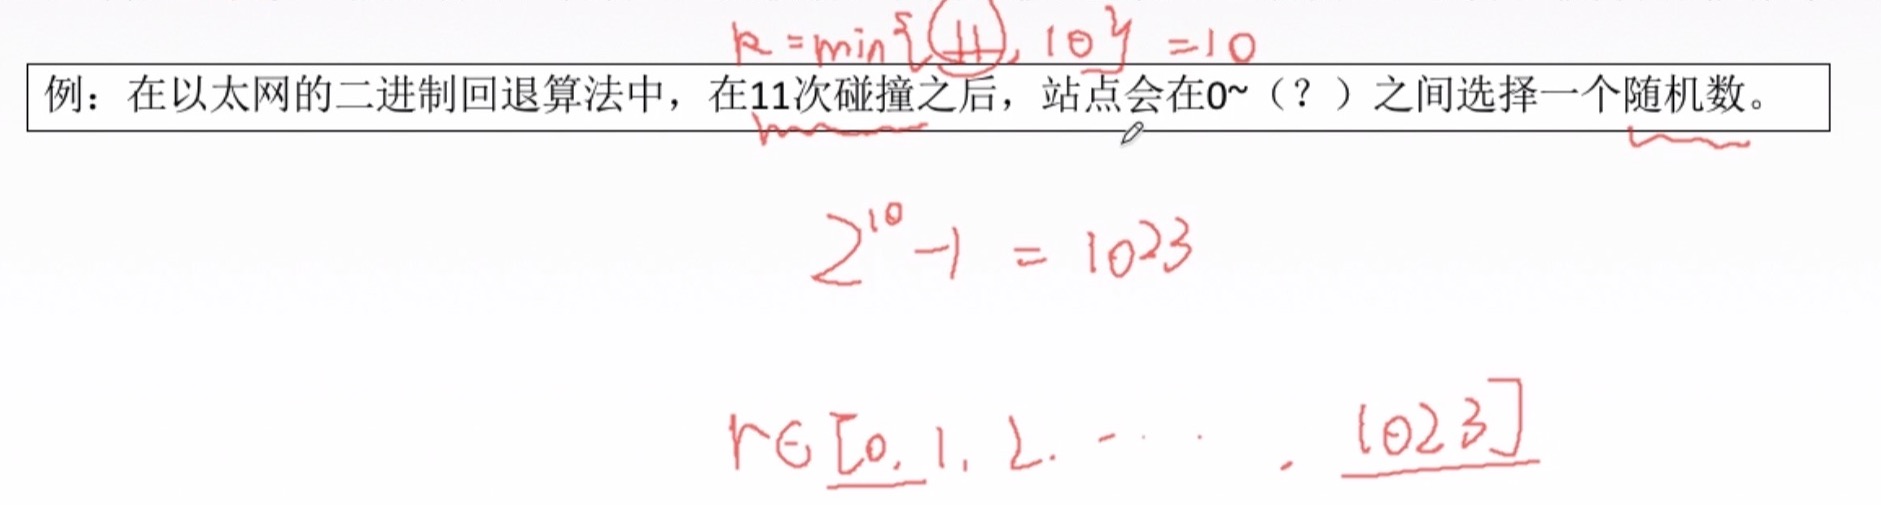 k=min{11, 10}=10
例：在以太网的二进制回退算法中，在11次碰撞之后，站点会在0~（？）之间选择一个随机数。
2^10-1 = 1023
r∈[0, 1, 2. - · · . 1023]